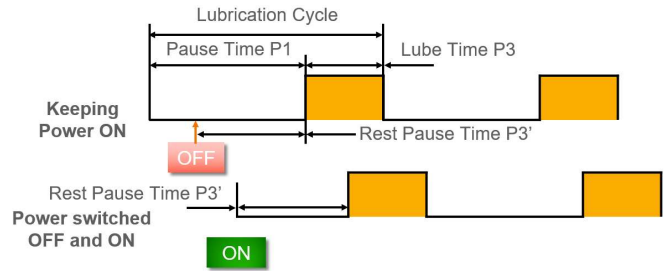 Lubrication Cycle
Pause Time P1
Lube Time P3
Keeping
Power ON
Rest Pause Time P3'
OFF
Rest Pause Time P3'
Power switched
OFF and ON
ON